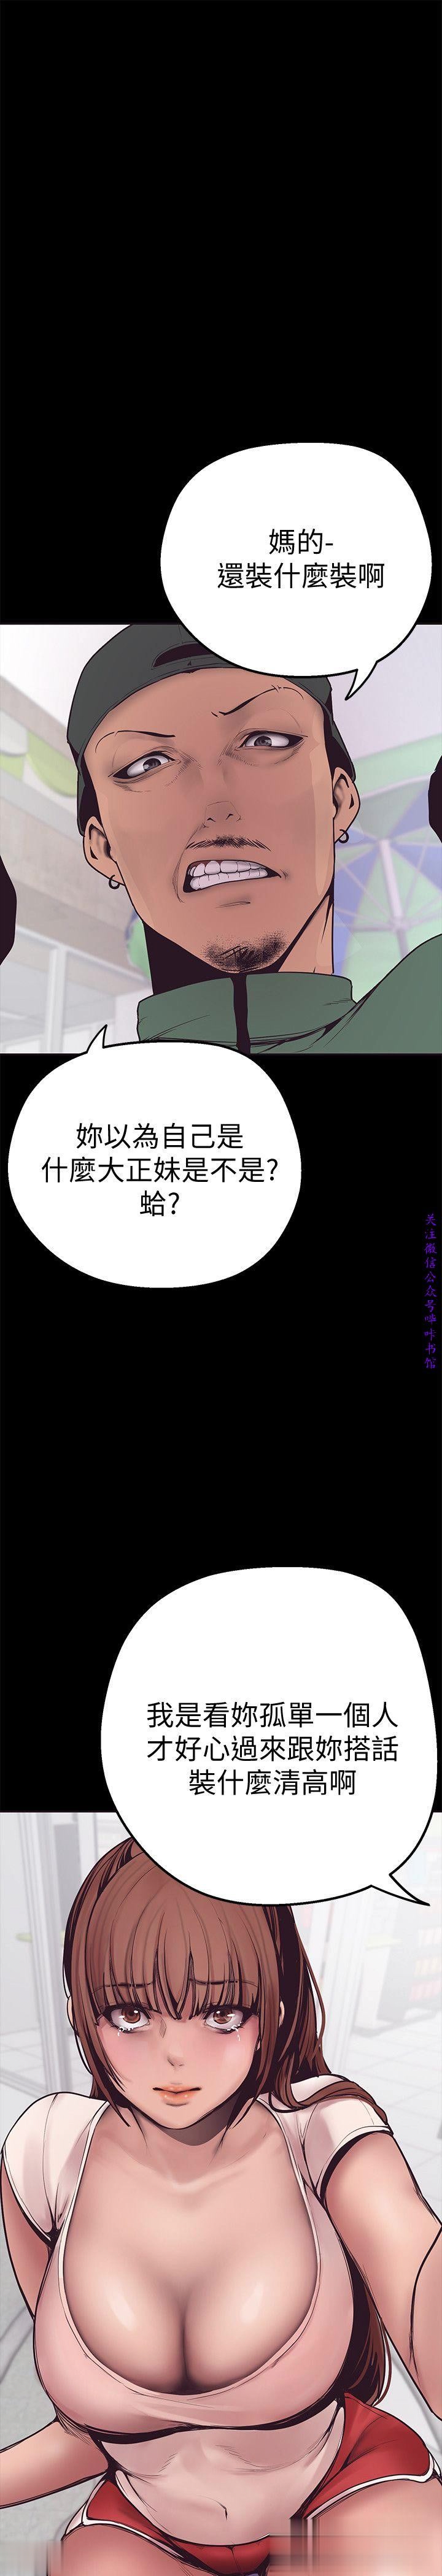 媽的-
還裝什麼裝啊
妳以為自己是
什麼大正妹是不是?
蛤?
关注微信公众号哔咔书馆
我是看妳孤單一個人
才好心過來跟妳搭話
裝什麼清高啊